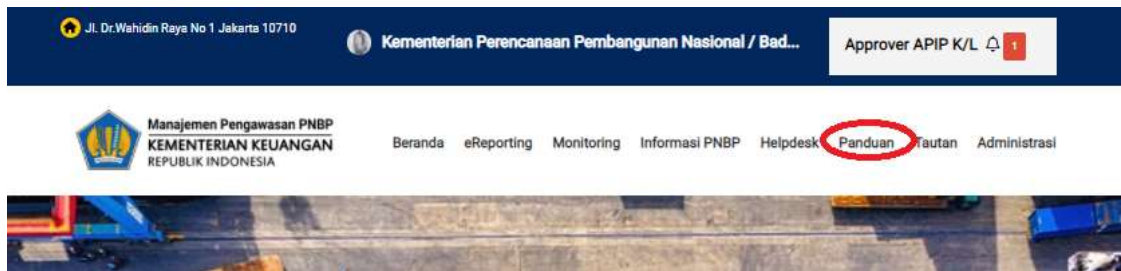 Jl. Dr.Wahidin Raya No 1 Jakarta 10710
Kementerian Perencanaan Pembangunan Nasional / Bad...
Approver APIP K/L 1
Manajemen Pengawasan PNBP
KEMENTERIAN KEUANGAN
REPUBLIK INDONESIA
Beranda eReporting Monitoring Informasi PNBP Helpdesk Panduan Tautan Administrasi